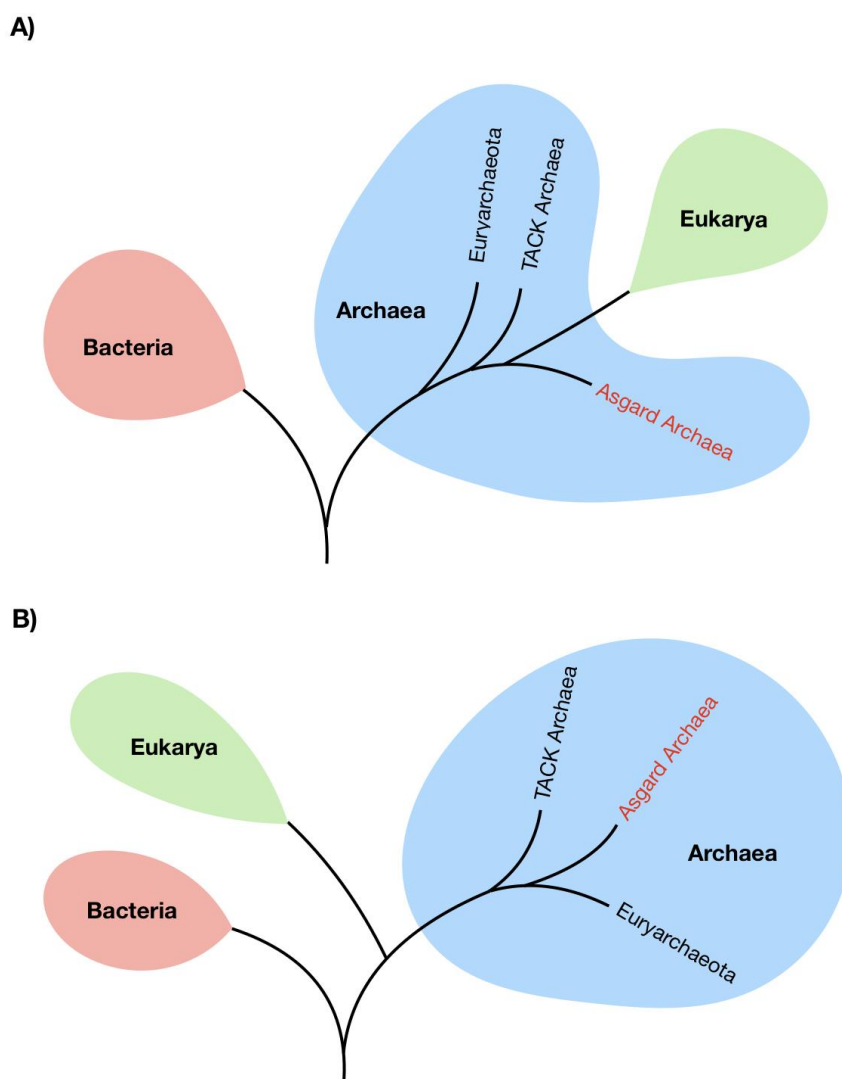 A)
Euryarchaeota
TACK Archaea
Eukarya
Archaea
Bacteria
Asgard Archaea
B)
TACK Archaea
Asgard Archaea
Eukarya
Archaea
Bacteria
Euryarchaeota